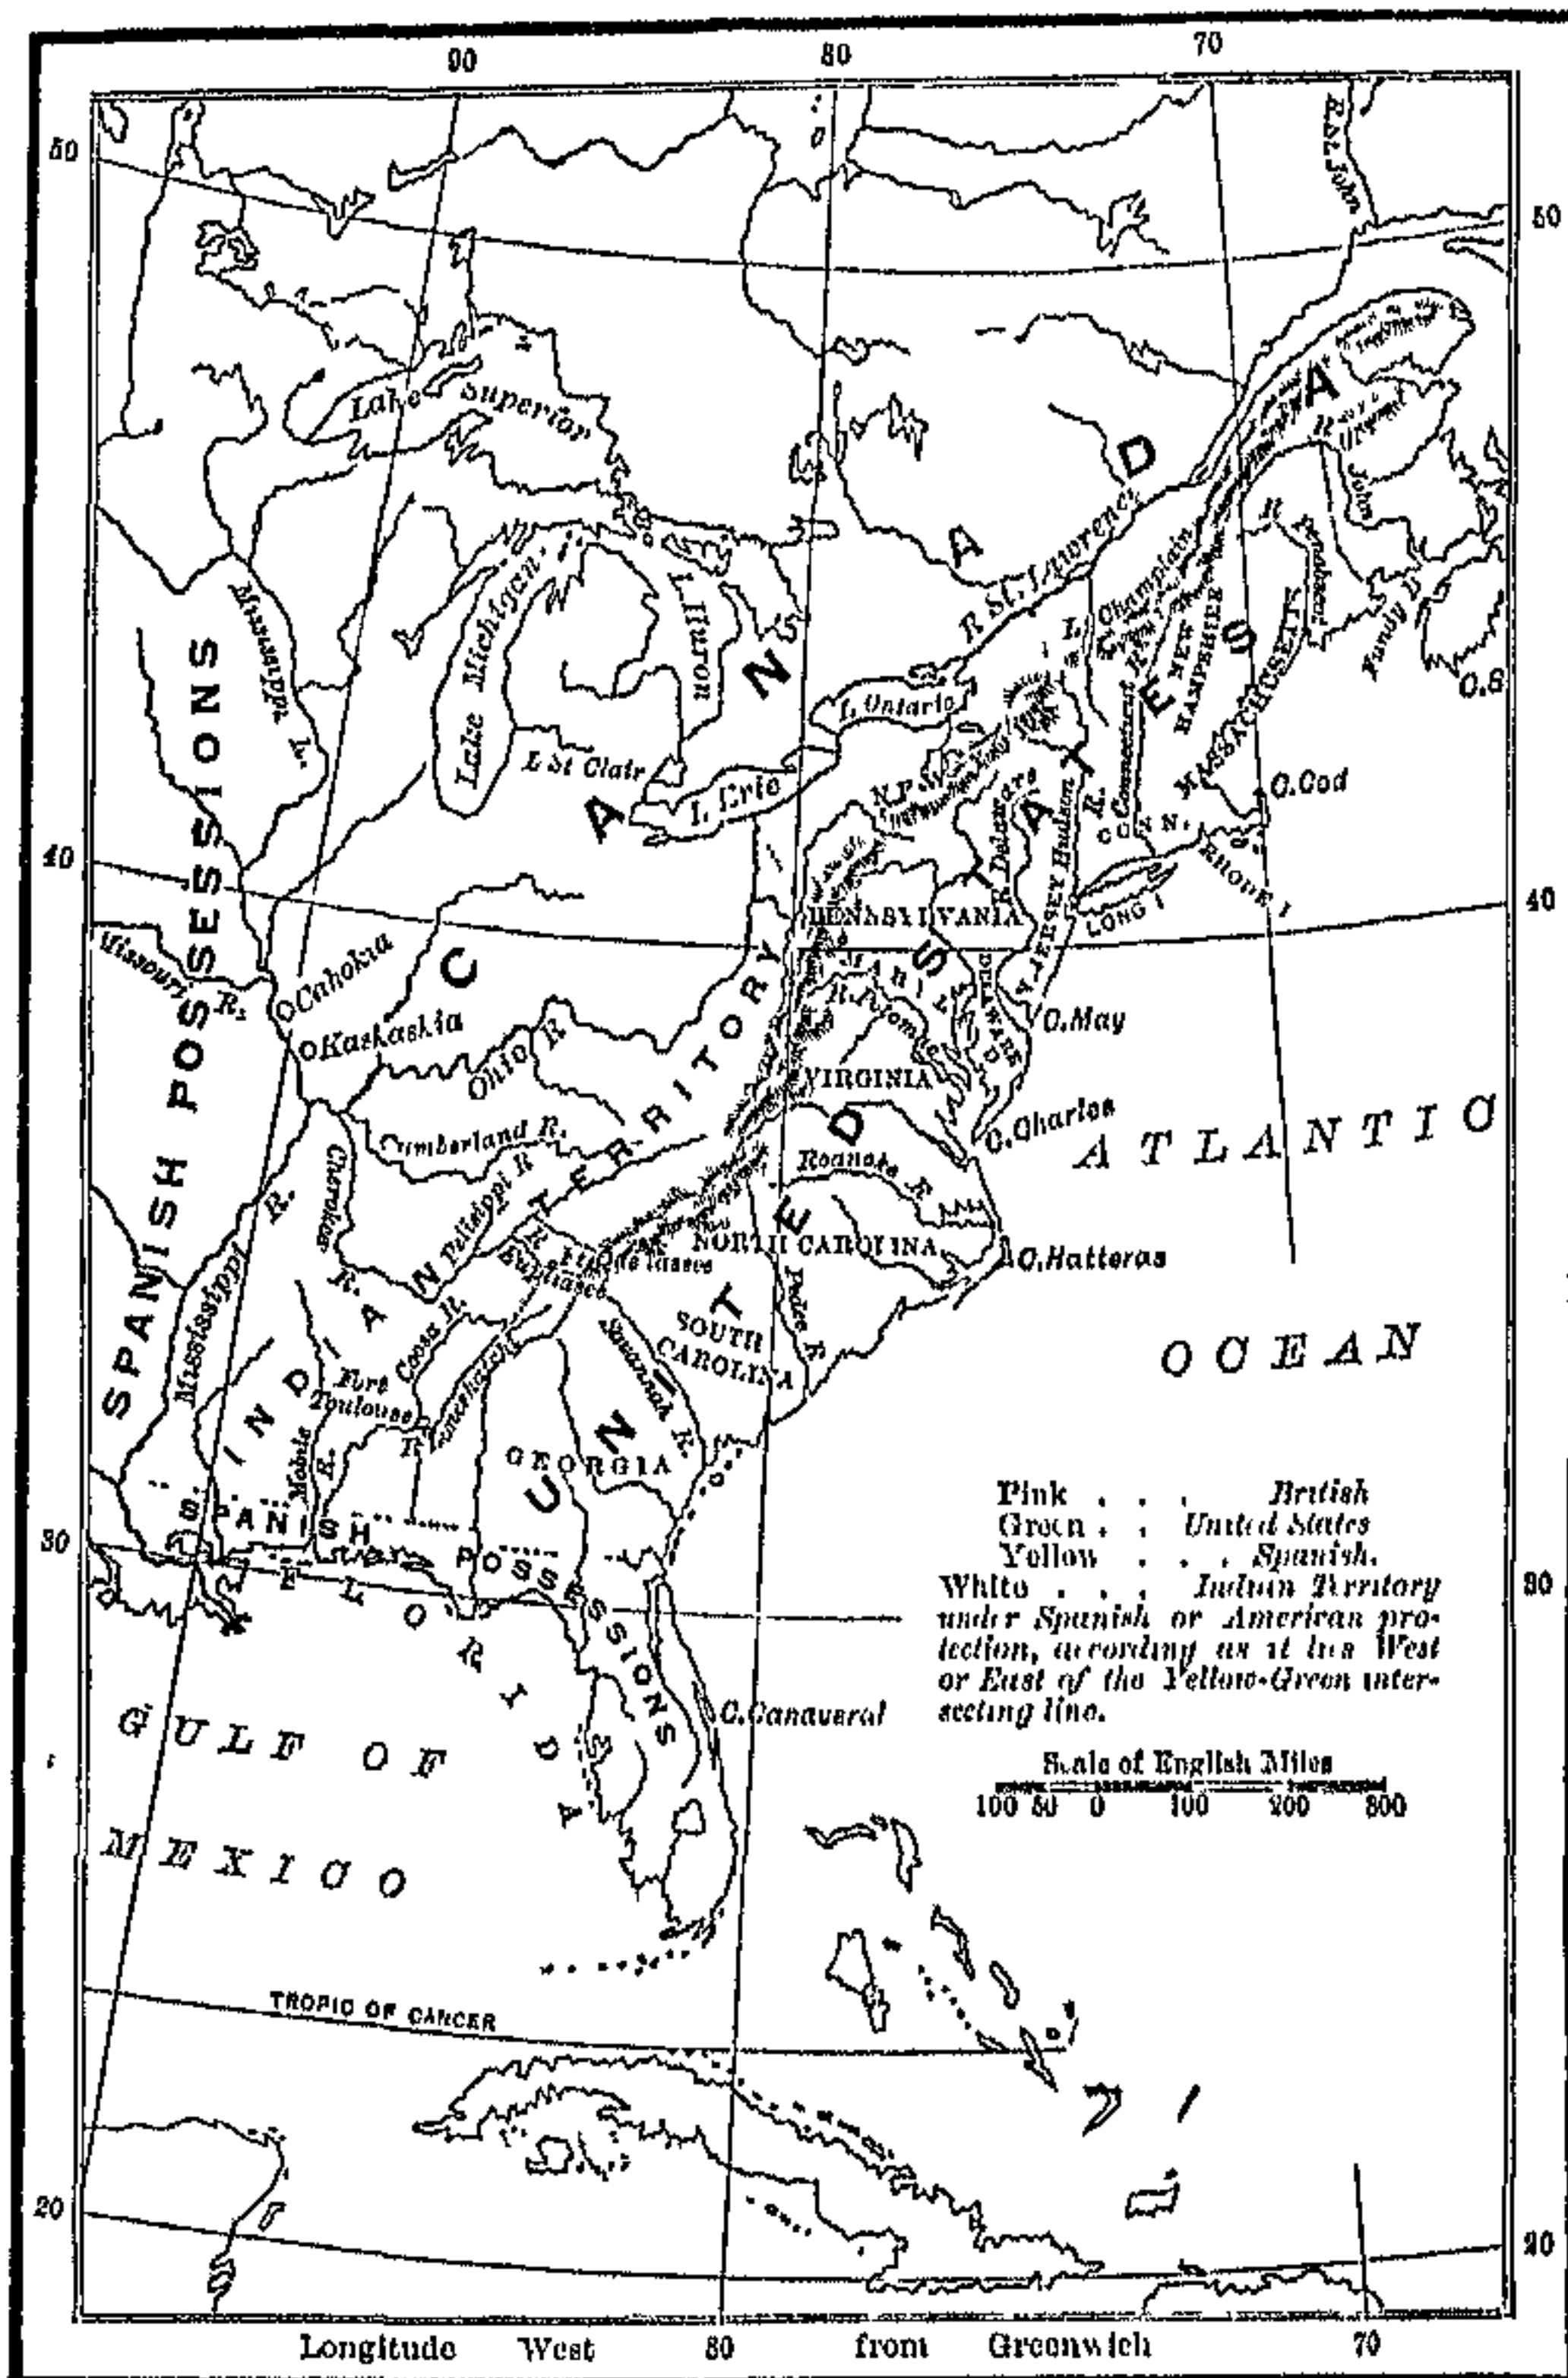 90 80 70
50
50
R. St. John
CANADA
Lake Superior
R. St. Lawrence
L. Champlain
R. Penobscot
John
Fundy B
Mississippi R.
Lake Michigan
L. Huron
NEW HAMPSHIRE
MASSACHUSETTS
Connecticut R.
L. Ontario
L St Clair
L. Erie
C. Cod
CONN.
RHODE I
LONG I
R. Delaware
N. JERSEY
Hudson R.
40
40
PENNSYLVANIA
SPANISH POSSESSIONS
Missouri R.
Cahokia
Kaskaskia
Ohio R
R. Potomac
C. May
VIRGINIA
C. Charles
INDIAN TERRITORY
UNITED STATES
ATLANTIC
OCEAN
Cumberland R.
Cherokee R.
Pelisippi R
Roanoke R
NORTH CAROLINA
C. Hatteras
Mississippi R.
Coosa R.
Fort Toulouse
Savannah R.
SOUTH CAROLINA
Pedee R
Mobile R.
GEORGIA
SPANISH POSSESSIONS
FLORIDA
30
30
C. Canaveral
GULF OF
MEXICO
Pink . . . British
Green . . United States
Yellow . . . Spanish.
White . . . Indian Territory
under Spanish or American pro-
tection, according as it lies West
or East of the Yellow-Green inter-
secting line.
Scale of English Miles
100 50 0 100 200 300
TROPIC OF CANCER
20
20
Longitude West 80 from Greenwich 70